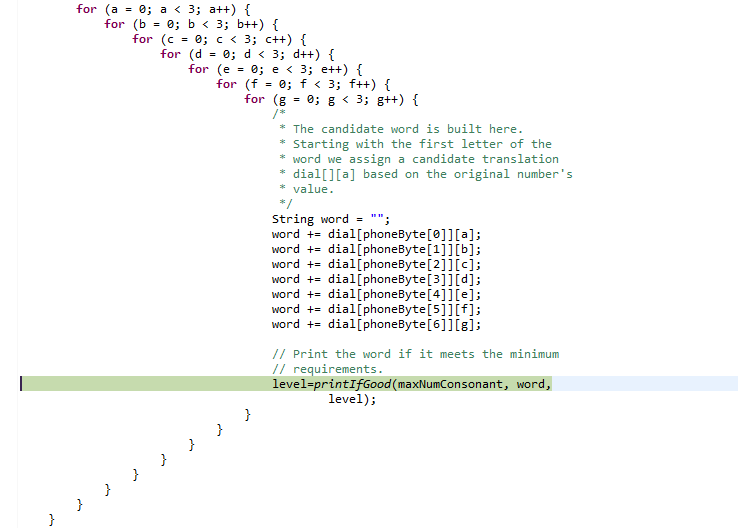 for (a = 0; a < 3; a++) {
for (b = 0; b < 3; b++) {
for (c = 0; c < 3; c++) {
for (d = 0; d < 3; d++) {
for (e = 0; e < 3; e++) {
for (f = 0; f < 3; f++) {
for (g = 0; g < 3; g++) {
/*
* The candidate word is built here.
* Starting with the first letter of the
* word we assign a candidate translation
* dial[][a] based on the original number's
* value.
*/
String word = "";
word += dial[phoneByte[0]][a];
word += dial[phoneByte[1]][b];
word += dial[phoneByte[2]][c];
word += dial[phoneByte[3]][d];
word += dial[phoneByte[4]][e];
word += dial[phoneByte[5]][f];
word += dial[phoneByte[6]][g];
// Print the word if it meets the minimum
// requirements.
level=printIfGood(maxNumConsonant, word,
level);
}
}
}
}
}
}
}
}